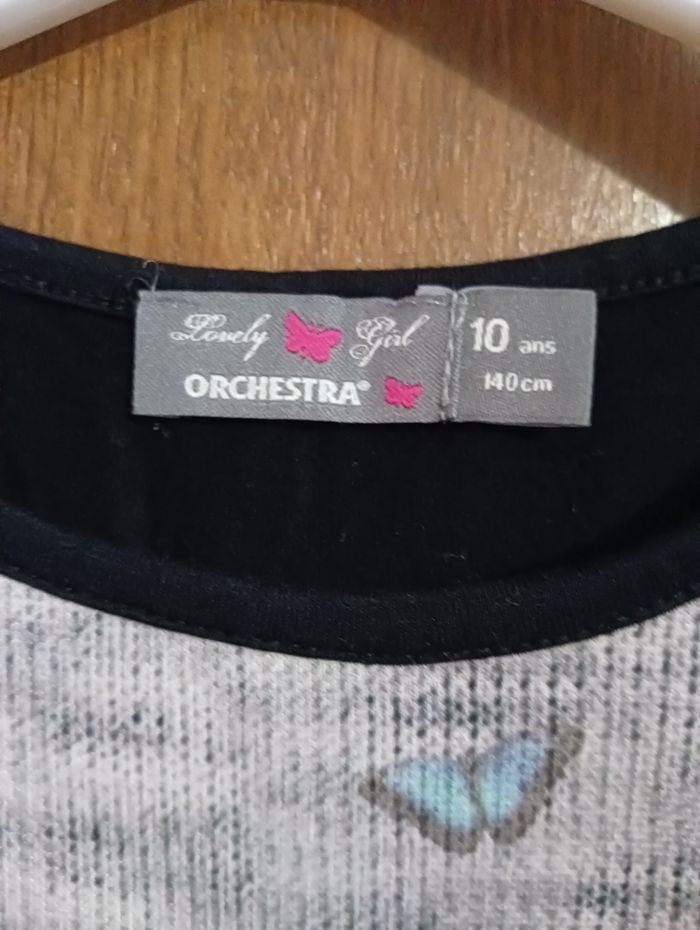 Lovely Girl
ORCHESTRA®
10 ans
140cm